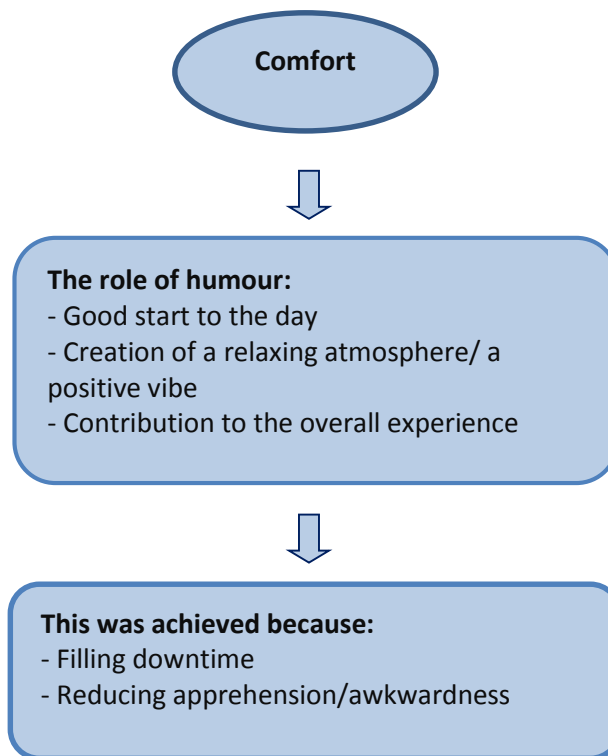 Comfort
The role of humour:
- Good start to the day
- Creation of a relaxing atmosphere/ a
positive vibe
- Contribution to the overall experience
This was achieved because:
- Filling downtime
- Reducing apprehension/awkwardness